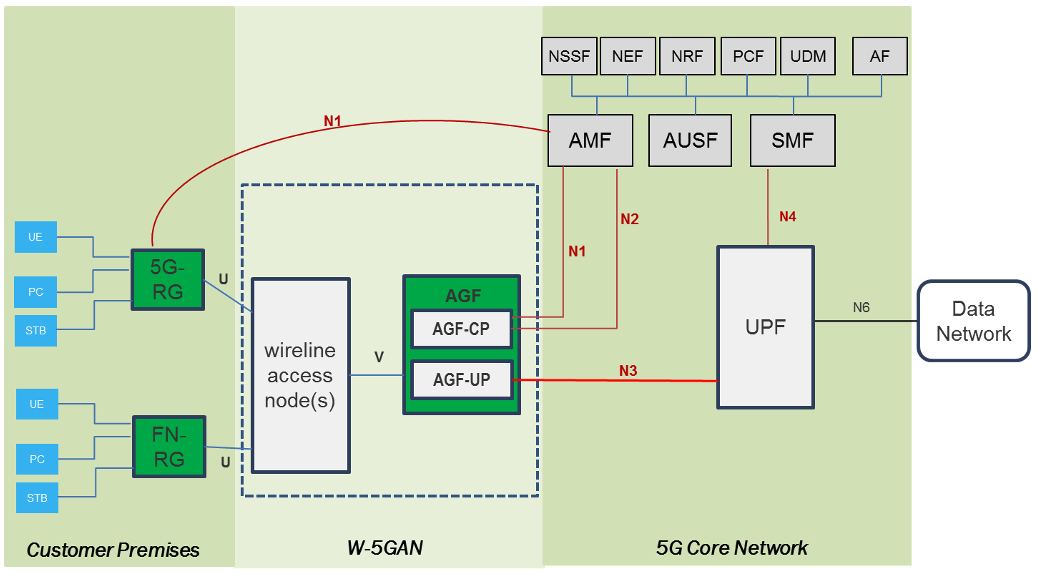 NSSF
NEF
NRF
PCF
UDM
AF
N1
AMF
AUSF
SMF
N2
N4
N1
UE
PC
STB
5G-
RG
U
AGF
AGF-CP
AGF-UP
wireline
access
node(s)
V
UPF
N6
Data
Network
N3
UE
PC
STB
FN-
RG
U
Customer Premises
W-5GAN
5G Core Network